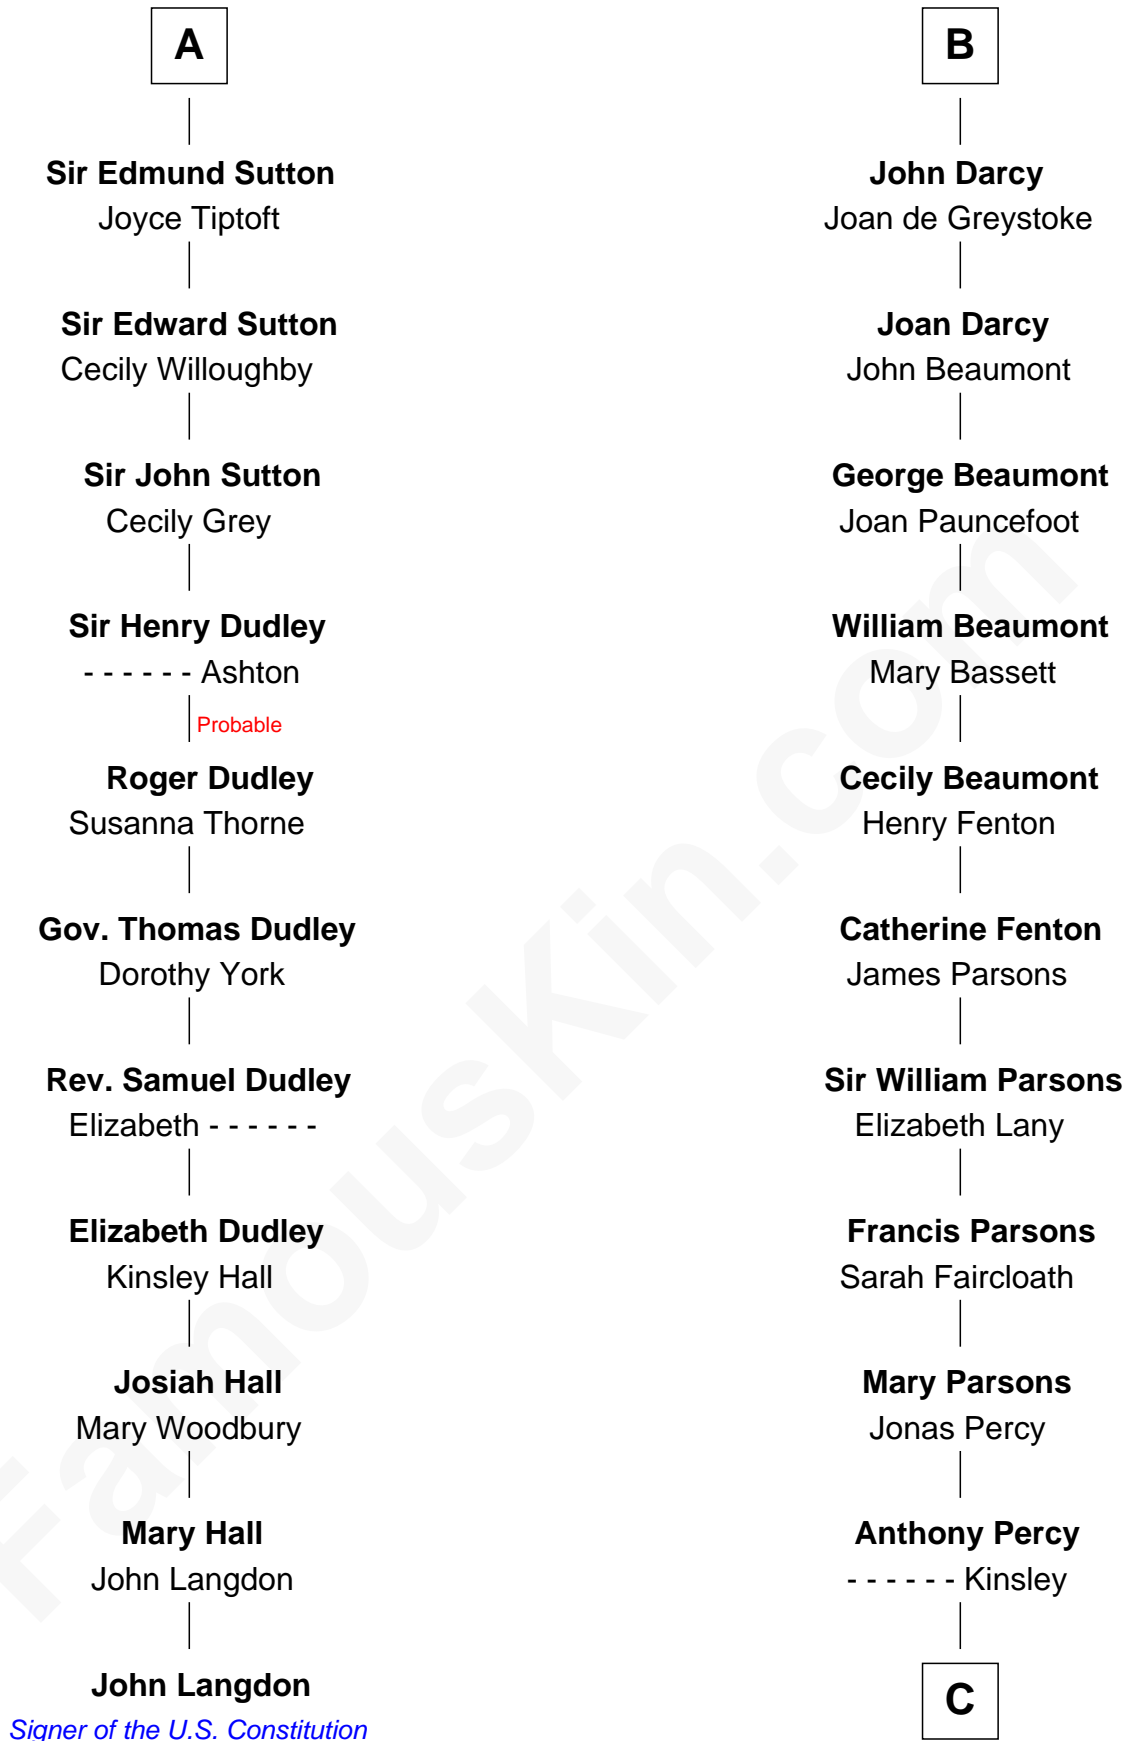 A
Sir Edmund Sutton
Joyce Tiptoft
Sir Edward Sutton
Cecily Willoughby
Sir John Sutton
Cecily Grey
Sir Henry Dudley
- - - - - - Ashton
Probable
Roger Dudley
Susanna Thorne
Gov. Thomas Dudley
Dorothy York
Rev. Samuel Dudley
Elizabeth - - - - - -
Elizabeth Dudley
Kinsley Hall
Josiah Hall
Mary Woodbury
Mary Hall
John Langdon
John Langdon
Signer of the U.S. Constitution
B
John Darcy
Joan de Greystoke
Joan Darcy
John Beaumont
George Beaumont
Joan Pauncefoot
William Beaumont
Mary Bassett
Cecily Beaumont
Henry Fenton
Catherine Fenton
James Parsons
Sir William Parsons
Elizabeth Lany
Francis Parsons
Sarah Faircloath
Mary Parsons
Jonas Percy
Anthony Percy
- - - - - - Kinsley
C
FamousKin.com